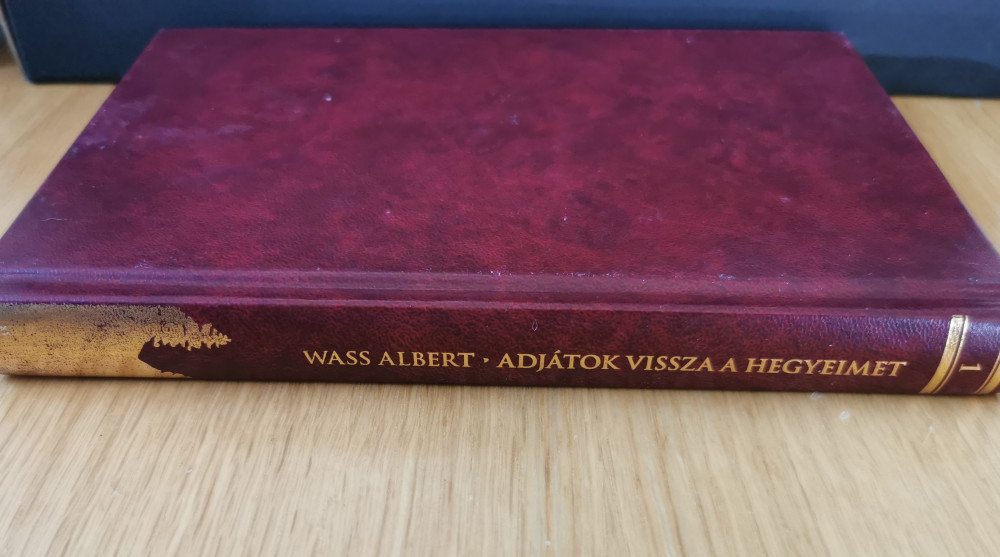 WASS ALBERT · ADJÁTOK VISSZA A HEGYEIMET
1